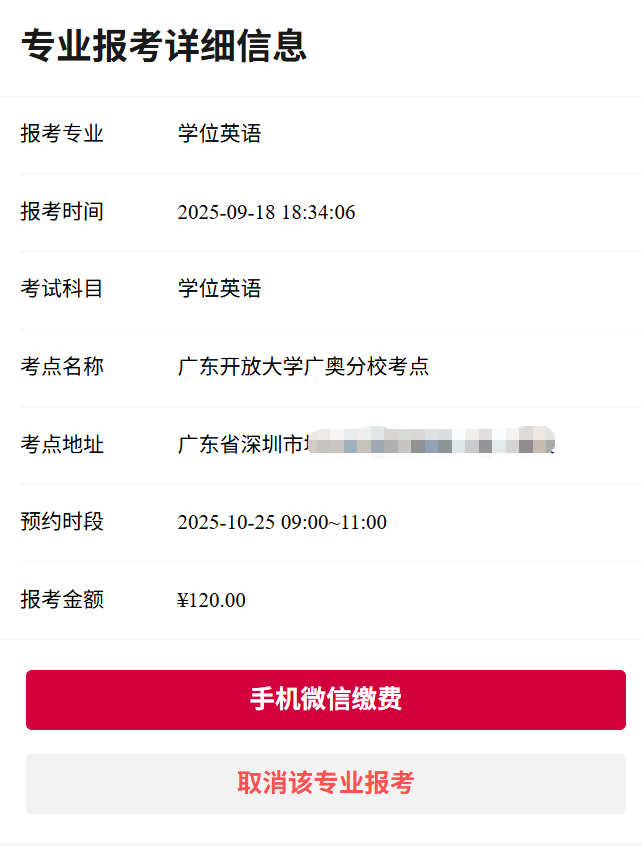 专业报考详细信息
报考专业 学位英语
报考时间 2025-09-18 18:34:06
考试科目 学位英语
考点名称 广东开放大学广奥分校考点
考点地址 广东省深圳市
预约时段 2025-10-25 09:00~11:00
报考金额 ¥120.00
手机微信缴费
取消该专业报考